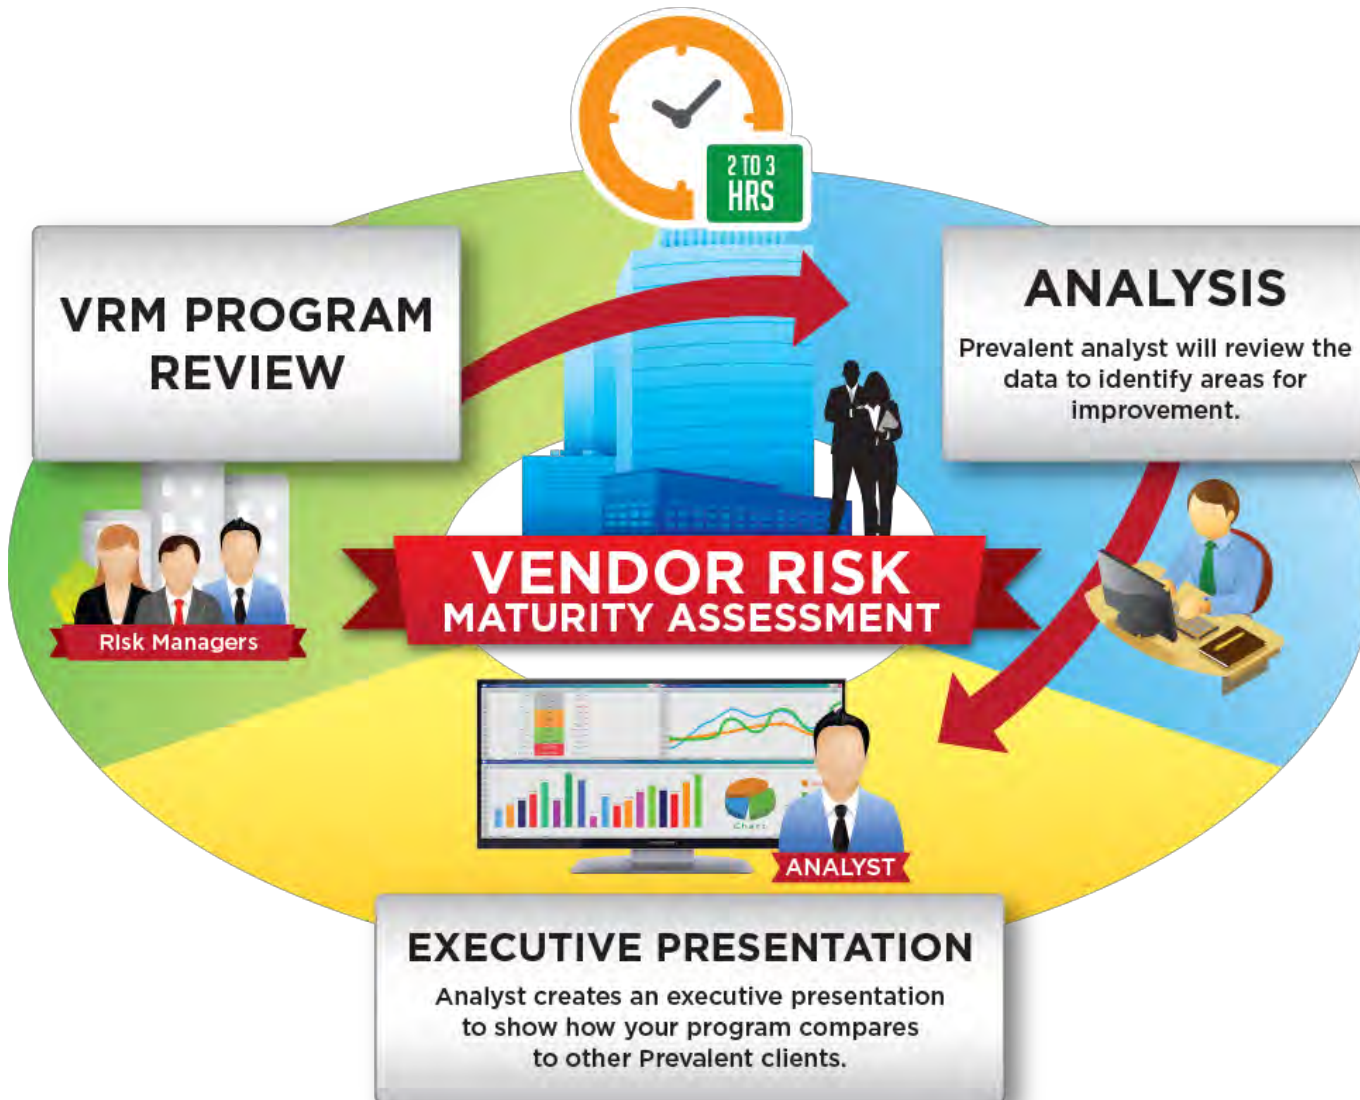 2 TO 3
HRS
VRM PROGRAM
REVIEW
ANALYSIS
Prevalent analyst will review the
data to identify areas for
improvement.
RIsk Managers
VENDOR RISK
MATURITY ASSESSMENT
Chart
ANALYST
EXECUTIVE PRESENTATION
Analyst creates an executive presentation
to show how your program compares
to other Prevalent clients.